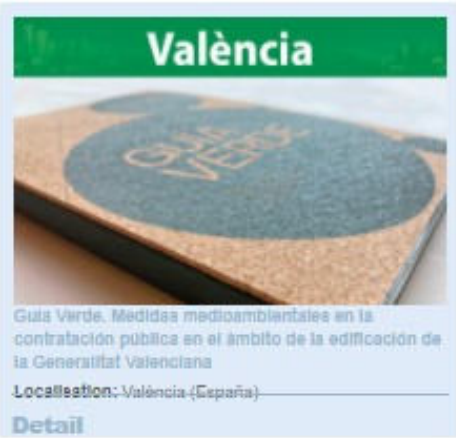 València
GUIA
VERDE
Guia Verde. Medidas medioambientales en la
contratación pública en el ámbito de la edificación de
la Generalitat Valenciana
Localisation: València (España)
Detail